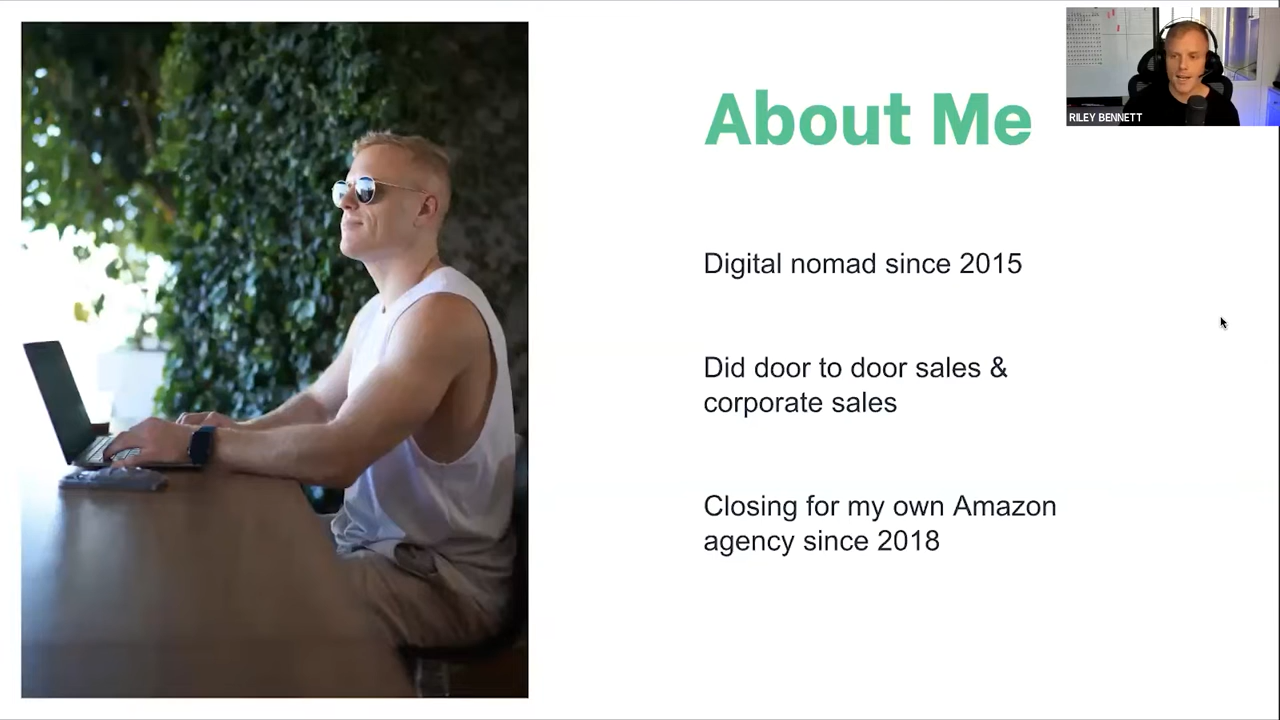 About Me
RILEY BENNETT
Digital nomad since 2015
Did door to door sales &
corporate sales
Closing for my own Amazon
agency since 2018